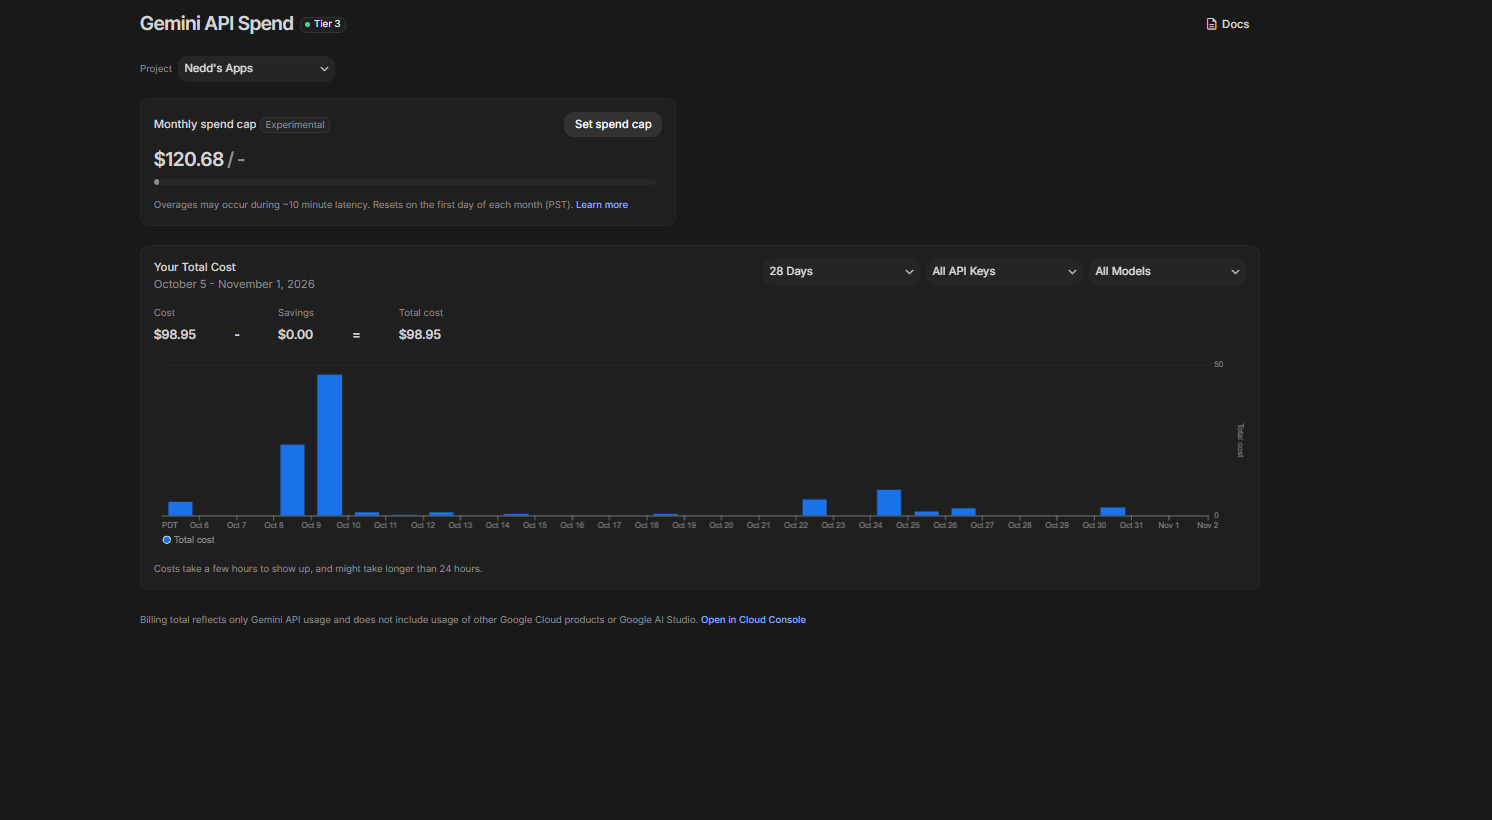 Gemini API Spend
Tier 3
Docs
Project
Nedd's Apps
Monthly spend cap
Experimental
Set spend cap
$120.68 / -
Overages may occur during ~10 minute latency. Resets on the first day of each month (PST). Learn more
Your Total Cost
October 5 - November 1, 2026
28 Days
All API Keys
All Models
Cost
Savings
Total cost
$98.95 - $0.00 = $98.95
50
Total cost
0
PDT Oct 6 Oct 7 Oct 8 Oct 9 Oct 10 Oct 11 Oct 12 Oct 13 Oct 14 Oct 15 Oct 16 Oct 17 Oct 18 Oct 19 Oct 20 Oct 21 Oct 22 Oct 23 Oct 24 Oct 25 Oct 26 Oct 27 Oct 28 Oct 29 Oct 30 Oct 31 Nov 1 Nov 2
Total cost
Costs take a few hours to show up, and might take longer than 24 hours.
Billing total reflects only Gemini API usage and does not include usage of other Google Cloud products or Google AI Studio. Open in Cloud Console